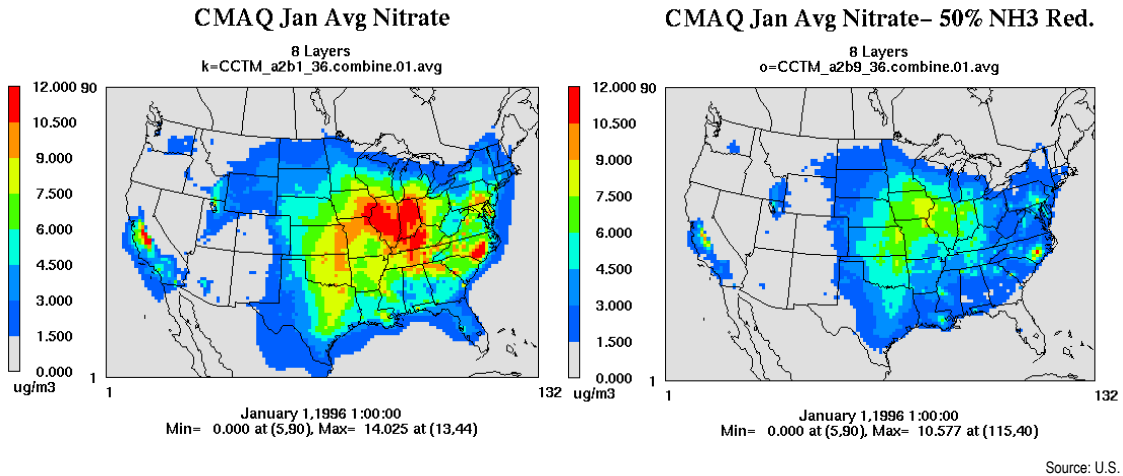 CMAQ Jan Avg Nitrate
8 Layers
k=CCTM_a2b1_36.combine.01.avg
12.000
10.500
9.000
7.500
6.000
4.500
3.000
1.500
0.000
ug/m3
90
1
1
132
January 1,1996 1:00:00
Min= 0.000 at (5,90), Max= 14.025 at (13,44)
CMAQ Jan Avg Nitrate– 50% NH3 Red.
8 Layers
o=CCTM_a2b9_36.combine.01.avg
12.000
10.500
9.000
7.500
6.000
4.500
3.000
1.500
0.000
ug/m3
90
1
1
132
January 1,1996 1:00:00
Min= 0.000 at (5,90), Max= 10.577 at (115,40)
Source: U.S.